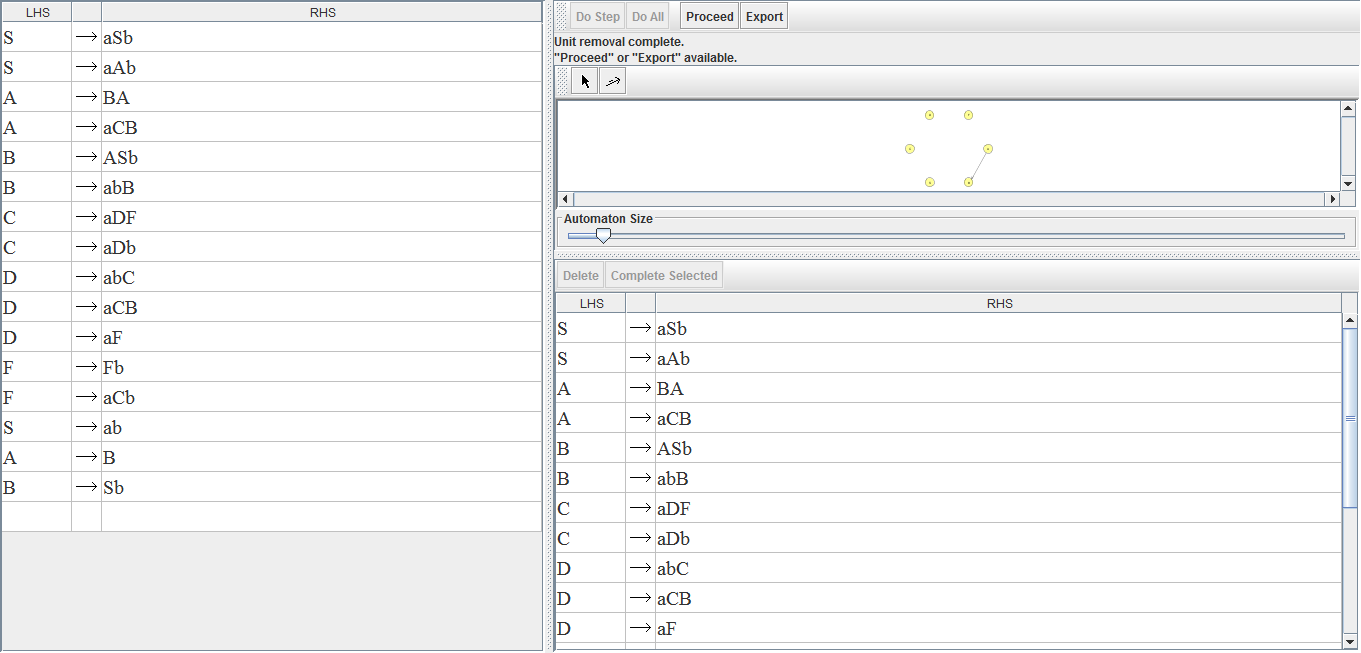 LHS RHS
S → aSb
S → aAb
A → BA
A → aCB
B → ASb
B → abB
C → aDF
C → aDb
D → abC
D → aCB
D → aF
F → Fb
F → aCb
S → ab
A → B
B → Sb
Do Step Do All Proceed Export
Unit removal complete.
"Proceed" or "Export" available.
Automaton Size
Delete Complete Selected
LHS RHS
S → aSb
S → aAb
A → BA
A → aCB
B → ASb
B → abB
C → aDF
C → aDb
D → abC
D → aCB
D → aF